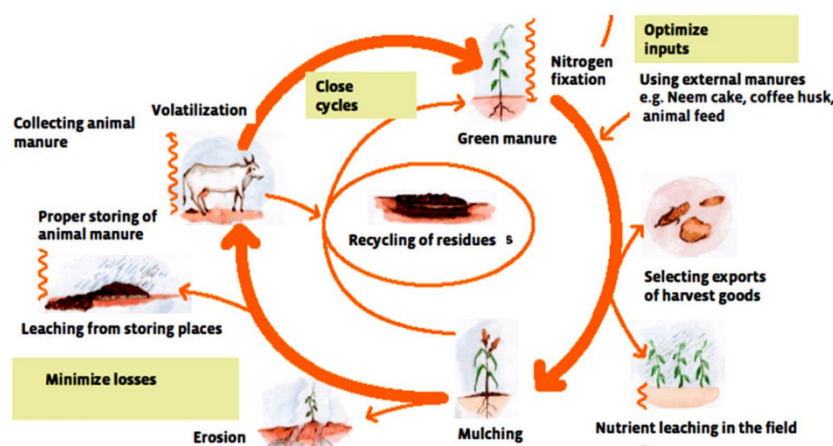 Optimize
inputs
Nitrogen
fixation
Using external manures
e.g. Neem cake, coffee husk,
animal feed
Close
cycles
Volatilization
Collecting animal
manure
Green manure
Proper storing of
animal manure
Recycling of residues s
Selecting exports
of harvest goods
Leaching from storing places
Minimize losses
Erosion
Mulching
Nutrient leaching in the field